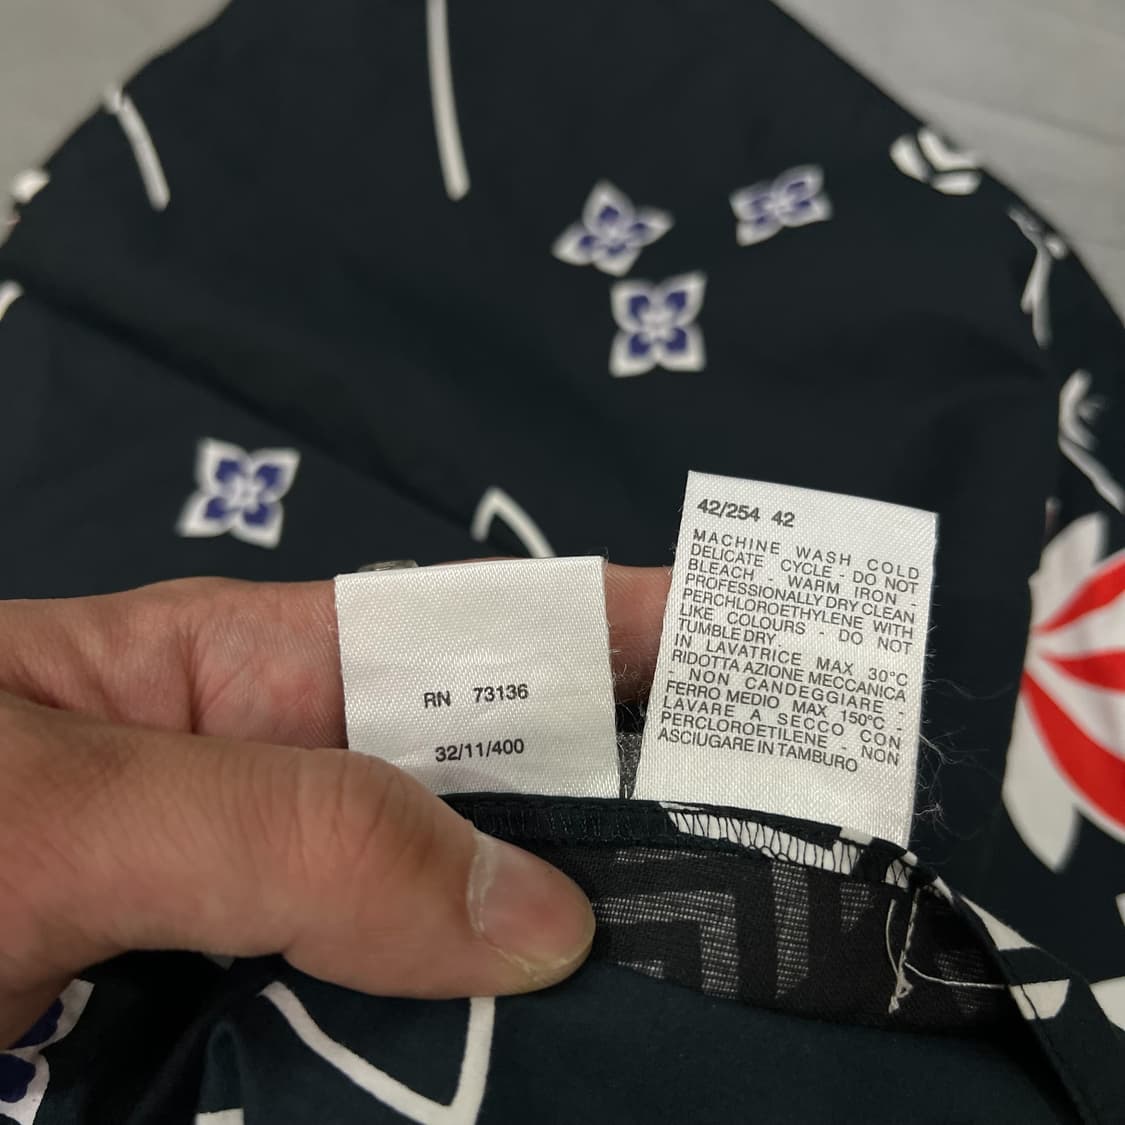 RN 73136
32/11/400
42/254 42
MACHINE WASH COLD
DELICATE CYCLE - DO NOT
BLEACH - WARM IRON -
PROFESSIONALLY DRY CLEAN
PERCHLOROETHYLENE WITH
LIKE COLOURS - DO NOT
TUMBLE DRY
IN LAVATRICE MAX 30°C
RIDOTTA AZIONE MECCANICA
- NON CANDEGGIARE -
FERRO MEDIO MAX 150°C -
LAVARE A SECCO CON
PERCLOROETILENE - NON
ASCIUGARE IN TAMBURO